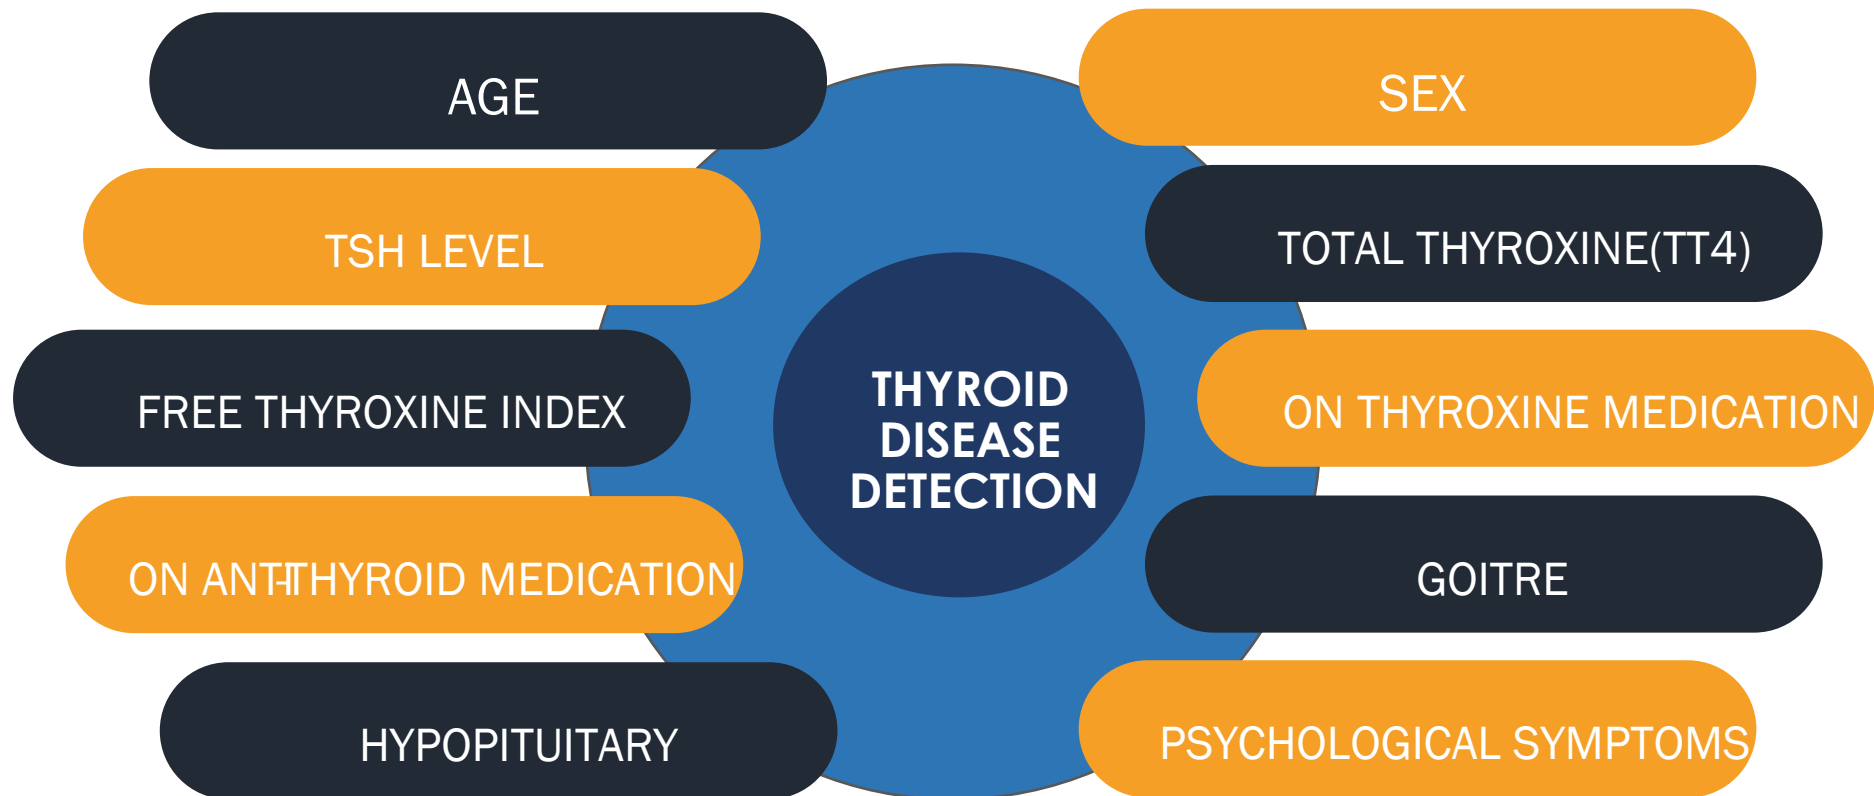 AGE
SEX
TSH LEVEL
TOTAL THYROXINE(TT4)
FREE THYROXINE INDEX
ON THYROXINE MEDICATION
THYROID
DISEASE
DETECTION
ON ANTI-THYROID MEDICATION
GOITRE
HYPOPITUITARY
PSYCHOLOGICAL SYMPTOMS